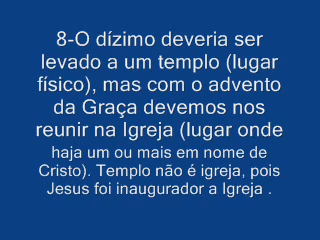 8-O dízimo deveria ser
levado a um templo (lugar
físico), mas com o advento
da Graça devemos nos
reunir na Igreja (lugar onde
haja um ou mais em nome de
Cristo). Templo não é igreja, pois
Jesus foi inaugurador a Igreja .